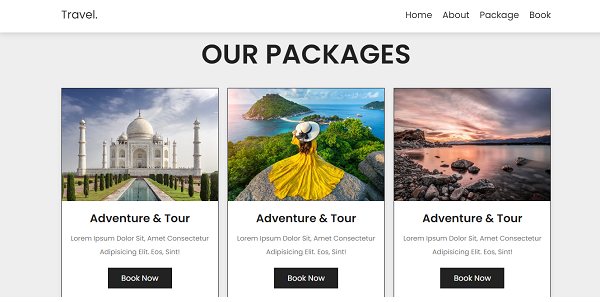 Travel.
Home About Package Book
OUR PACKAGES
Adventure & Tour
Lorem Ipsum Dolor Sit, Amet Consectetur
Adipisicing Elit. Eos, Sint!
Book Now
Adventure & Tour
Lorem Ipsum Dolor Sit, Amet Consectetur
Adipisicing Elit. Eos, Sint!
Book Now
Adventure & Tour
Lorem Ipsum Dolor Sit, Amet Consectetur
Adipisicing Elit. Eos, Sint!
Book Now